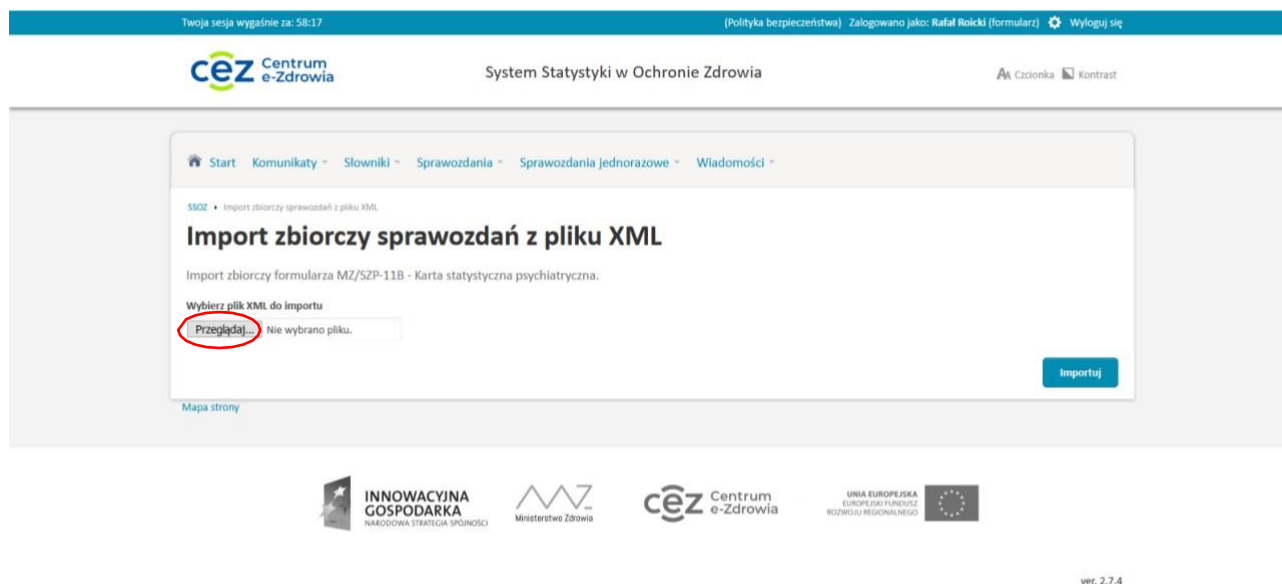 Twoja sesja wygaśnie za: 58:17
(Polityka bezpieczeństwa) Zalogowano jako: Rafał Roicki (formularz) Wyloguj się
cez Centrum e-Zdrowia
System Statystyki w Ochronie Zdrowia
AA Czcionka Kontrast
Start Komunikaty Słowniki Sprawozdania Sprawozdania jednorazowe Wiadomości
SSOZ Import zbiorczy sprawozdań z pliku XML
Import zbiorczy sprawozdań z pliku XML
Import zbiorczy formularza MZ/SZP-11B - Karta statystyczna psychiatryczna.
Wybierz plik XML do importu
Przeglądaj... Nie wybrano pliku.
Importuj
Mapa strony
INNOWACYJNA
GOSPODARKA
NARODOWA STRATEGIA SPÓJNOŚCI
Ministerstwo Zdrowia
cez Centrum e-Zdrowia
UNIA EUROPEJSKA
EUROPEJSKI FUNDUSZ
ROZWOJU REGIONALNEGO
ver. 2.7.4